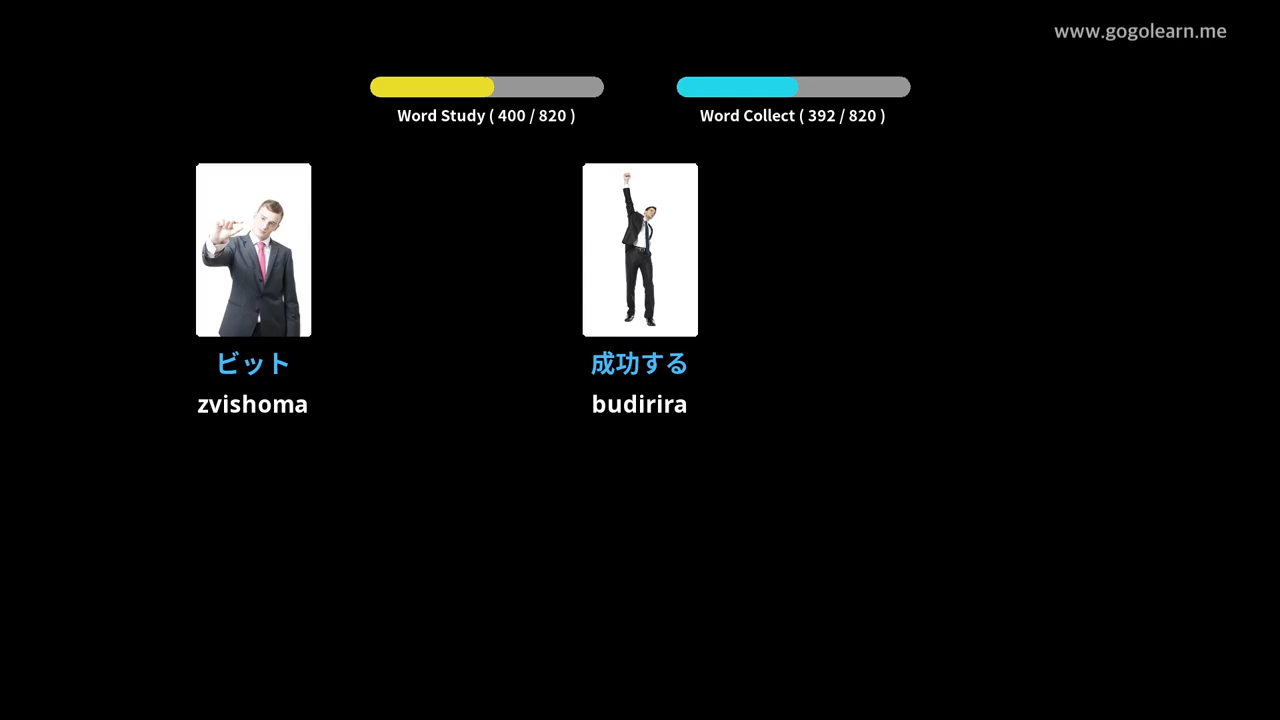 www.gogolearn.me
Word Study ( 400 / 820 )
Word Collect ( 392 / 820 )
ビット
成功する
zvishoma
budirira